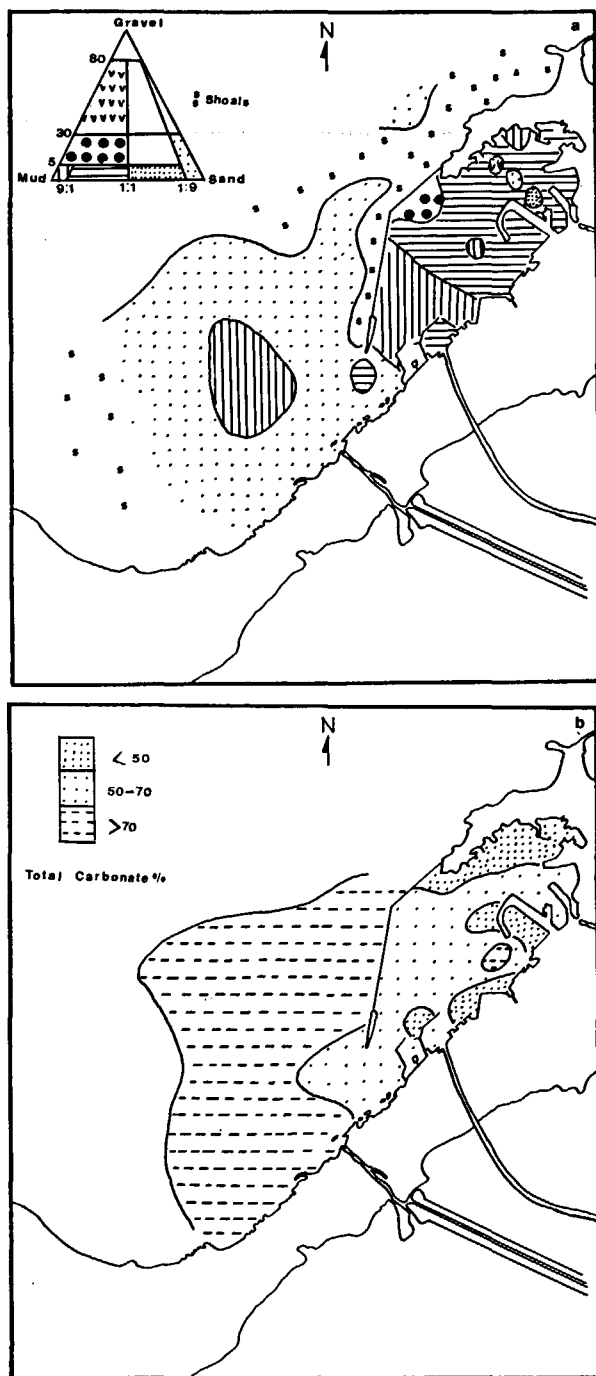 a
N
Gravel
80
s Shoals
s
30
5
Mud 9:1 1:1 1:9 Sand
b
N
< 50
50-70
>70
Total Carbonate %